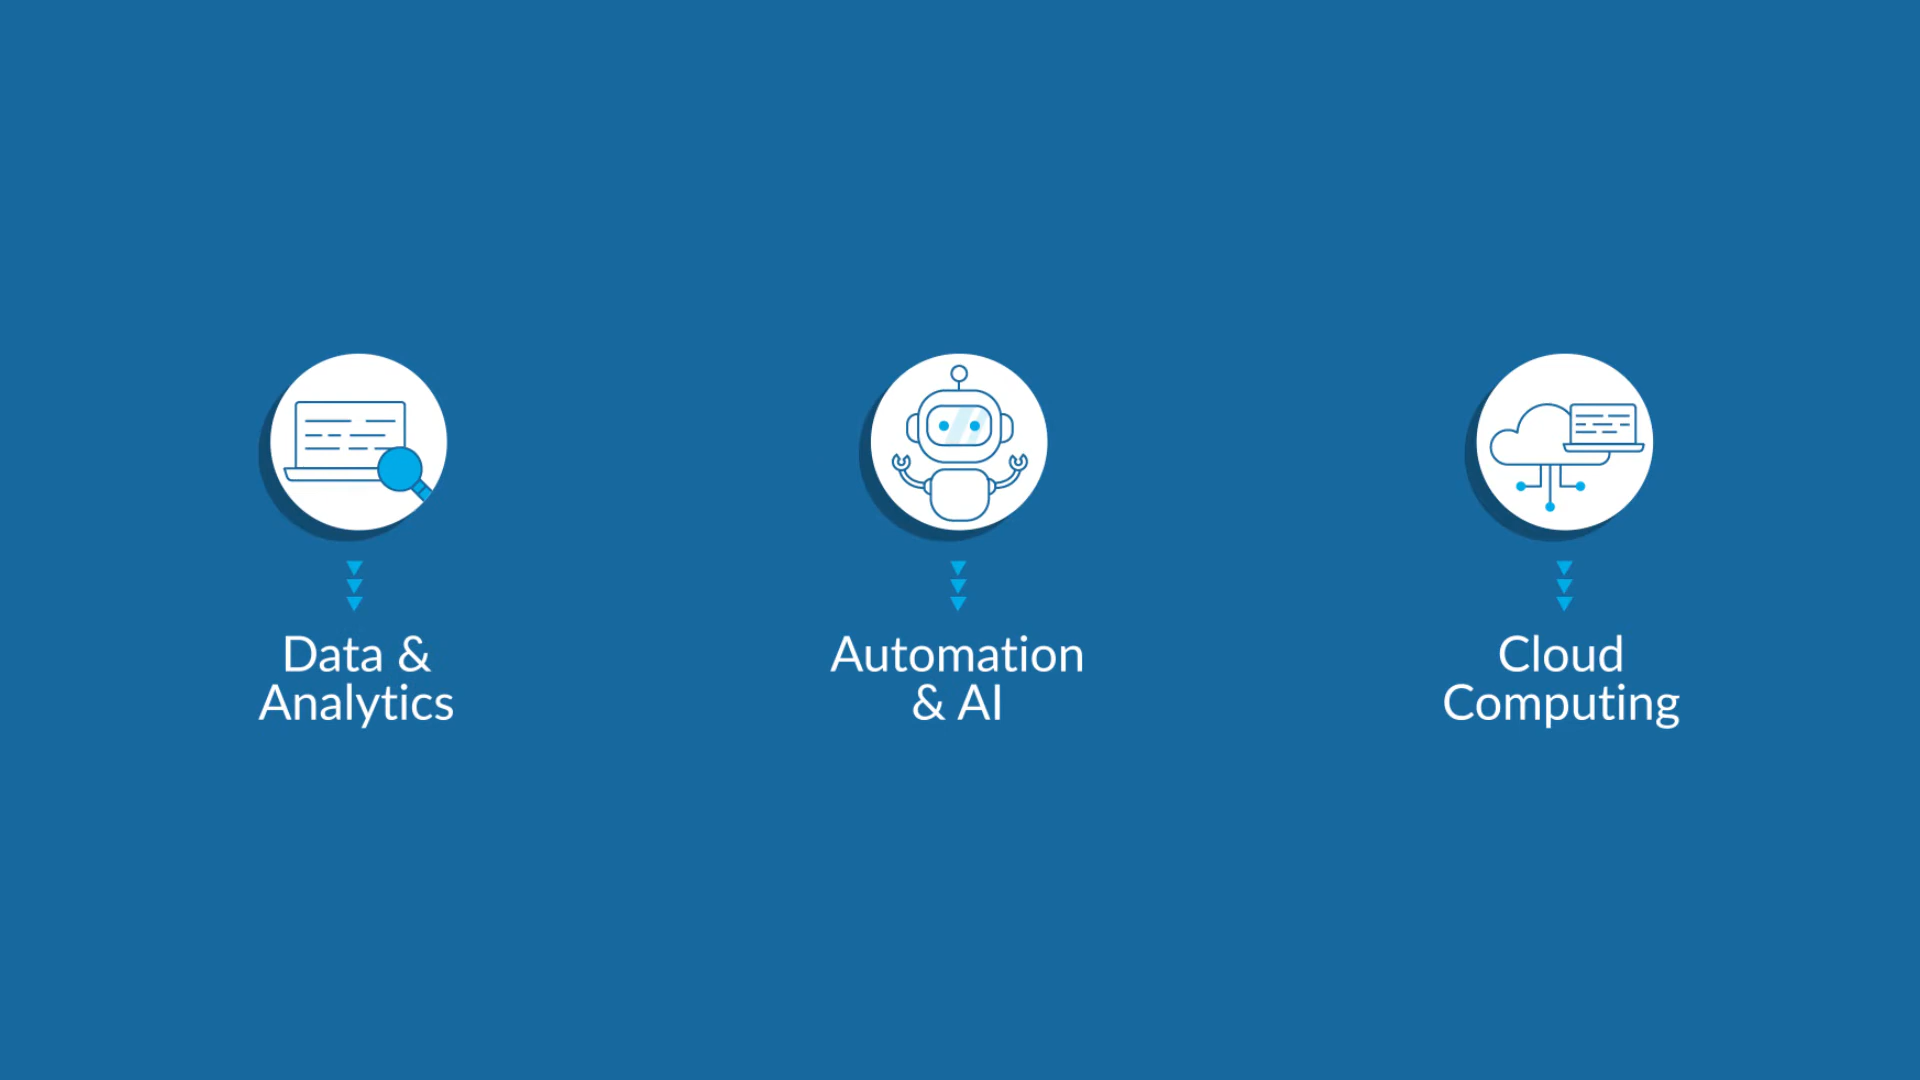 Data &
Analytics
Automation
& AI
Cloud
Computing